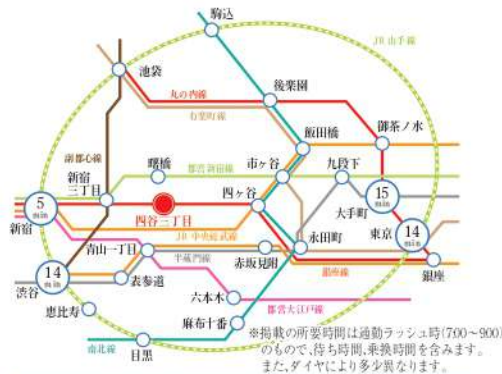 駒込
JR山手線
池袋
丸の内線
後楽園
有楽町線
御茶ノ水
飯田橋
副都心線
曙橋
都営新宿線
市ヶ谷
九段下
新宿
三丁目
5
四ヶ谷
15
大手町
新宿
四谷三丁目
東京
14
JR中央総武線
永田町
青山一丁目
半蔵門線
赤坂見附
銀座線
銀座
14
渋谷
表参道
六本木
都営大江戸線
恵比寿
麻布十番
南北線
目黒
※掲載の所要時間は通勤ラッシュ時(7:00~9:00)
のもので、待ち時間、乗換時間を含みます。
また、ダイヤにより多少異なります。